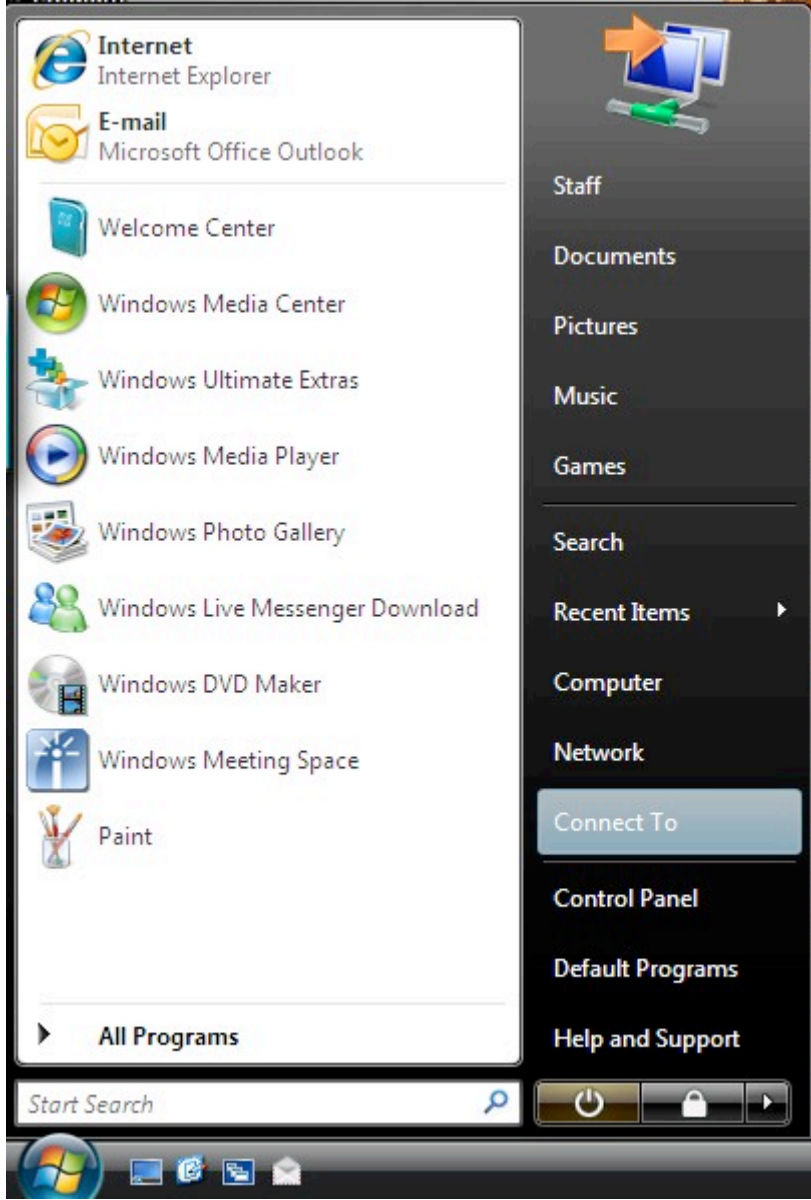 Internet
Internet Explorer
E-mail
Microsoft Office Outlook
Welcome Center
Windows Media Center
Windows Ultimate Extras
Windows Media Player
Windows Photo Gallery
Windows Live Messenger Download
Windows DVD Maker
Windows Meeting Space
Paint
All Programs
Start Search
Staff
Documents
Pictures
Music
Games
Search
Recent Items
Computer
Network
Connect To
Control Panel
Default Programs
Help and Support